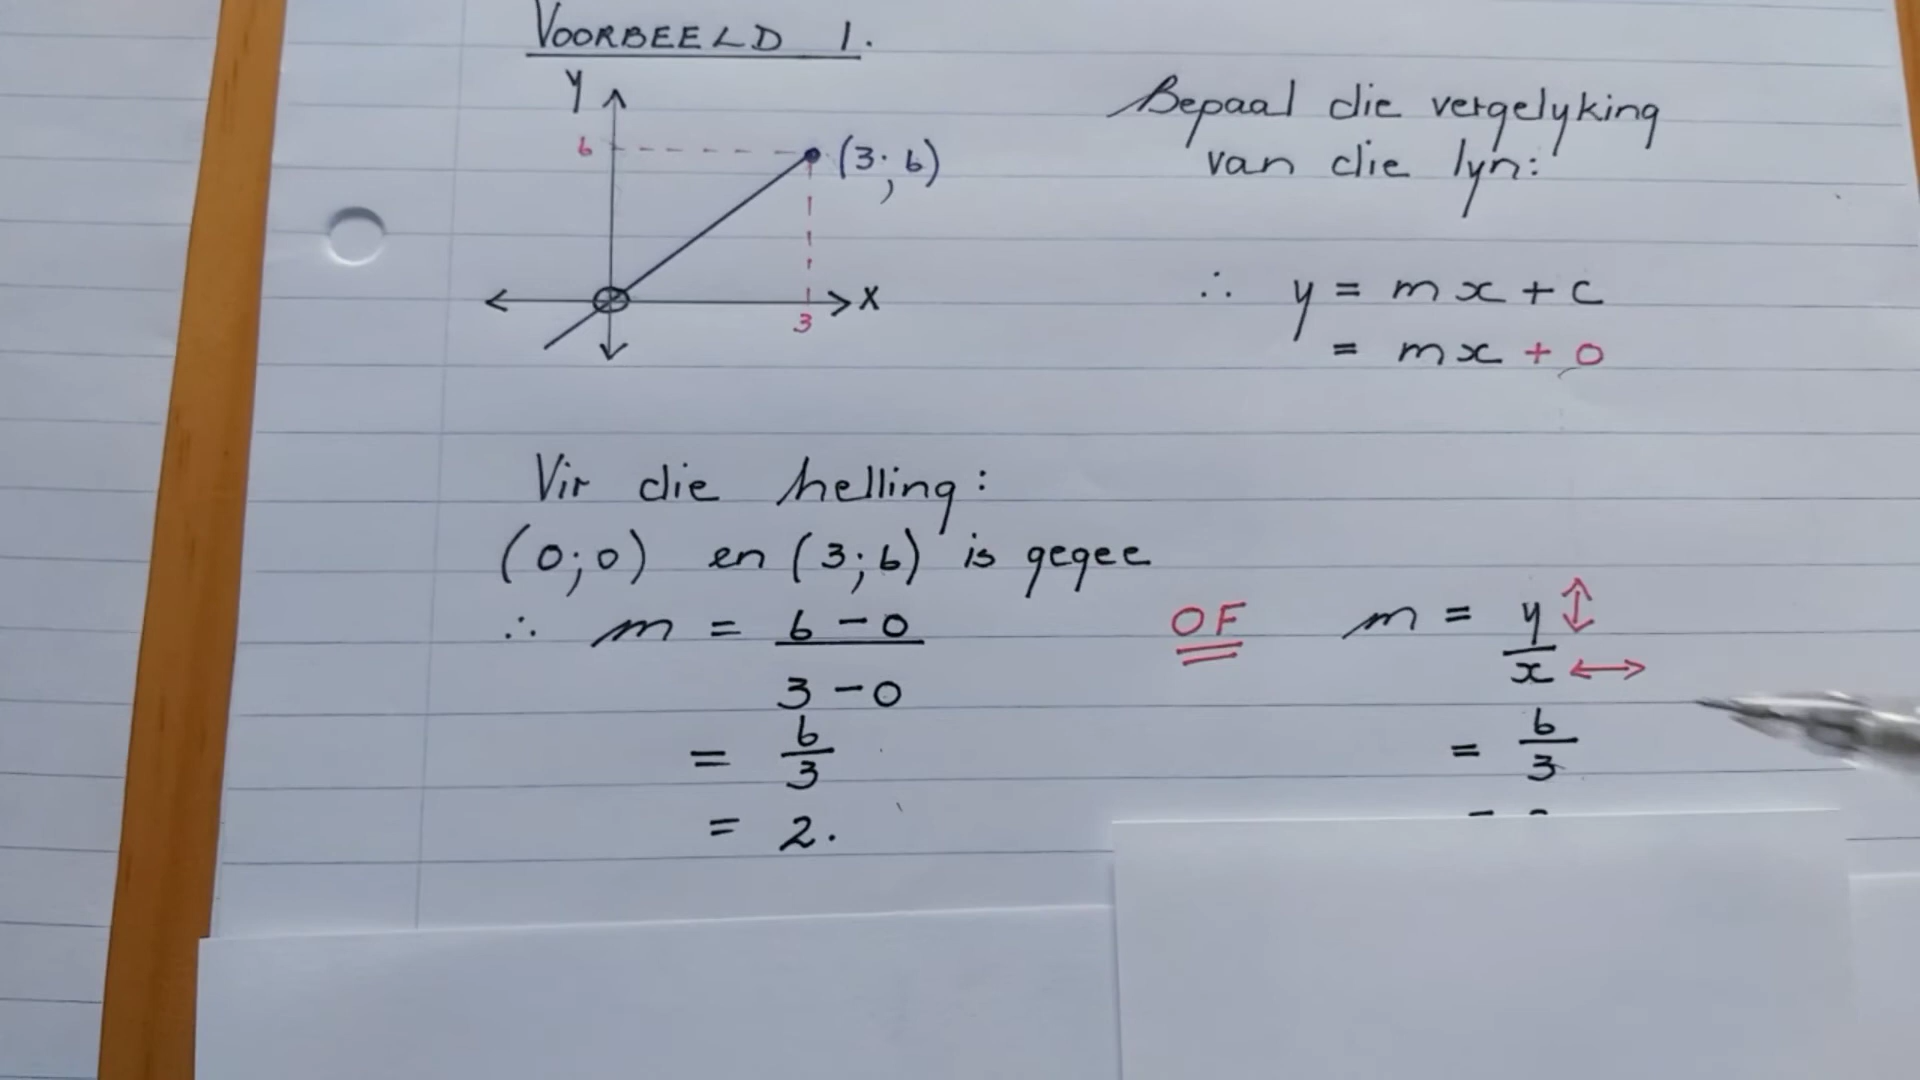 VOORBEELD 1.
Y
6
(3; 6)
X
3
Bepaal die vergelyking
van die lyn:
∴ y = mx + c
= mx + 0
Vir die helling:
(0;0) en (3;6) is gegee
∴ m = 6 - 0
3 - 0
= 6
3
= 2.
OF
m = y ↕
x ↔
= 6
3